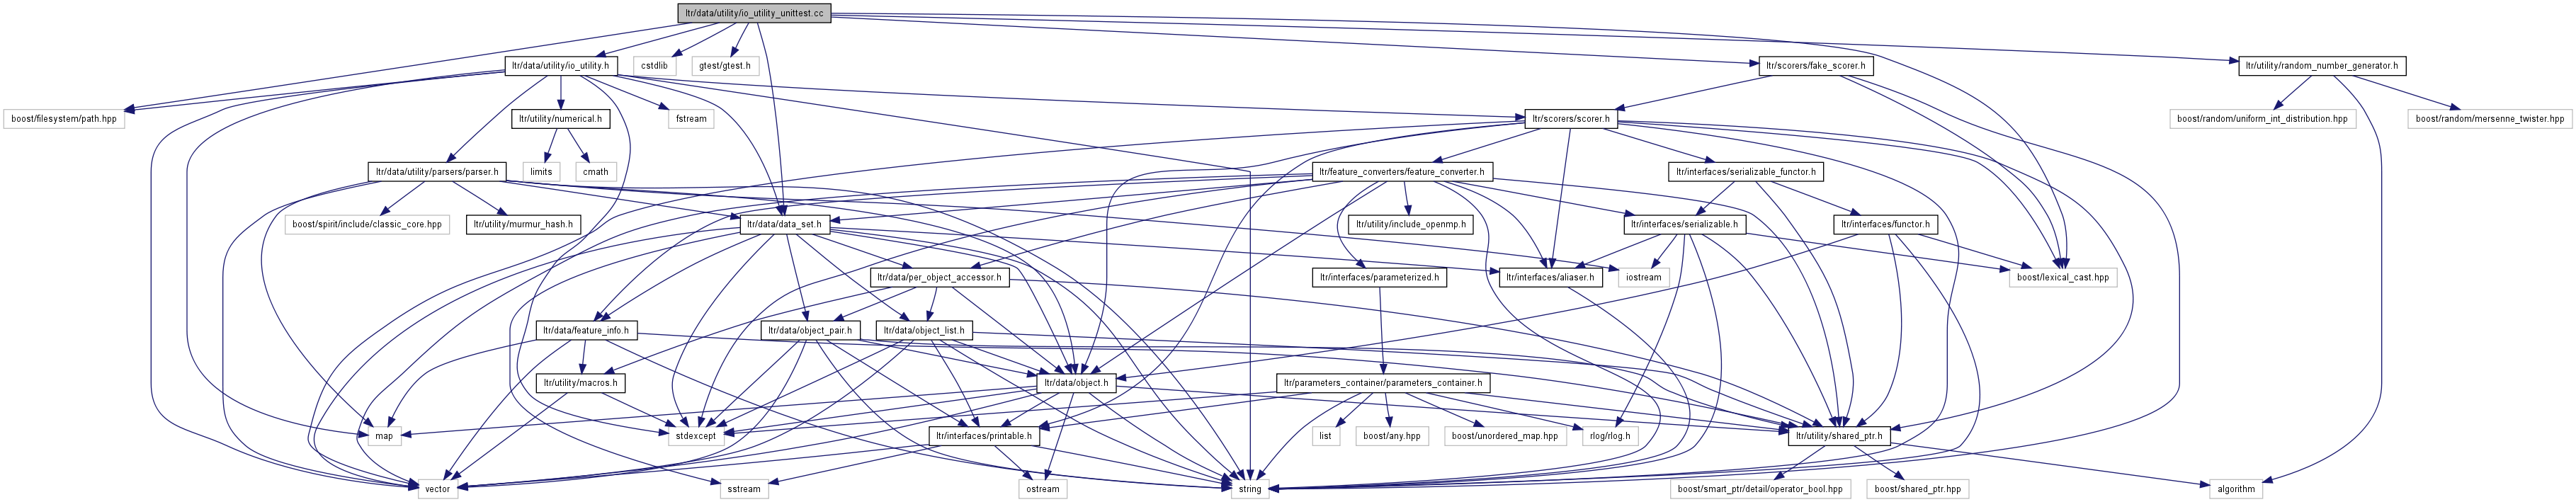 ltr/data/utility/io_utility_unittest.cc
ltr/data/utility/io_utility.h
cstdlib
gtest/gtest.h
ltr/scorers/fake_scorer.h
ltr/utility/random_number_generator.h
boost/filesystem/path.hpp
ltr/utility/numerical.h
fstream
ltr/scorers/scorer.h
boost/random/uniform_int_distribution.hpp
boost/random/mersenne_twister.hpp
ltr/data/utility/parsers/parser.h
limits
cmath
ltr/feature_converters/feature_converter.h
ltr/interfaces/serializable_functor.h
boost/spirit/include/classic_core.hpp
ltr/utility/murmur_hash.h
ltr/data/data_set.h
ltr/utility/include_openmp.h
ltr/interfaces/serializable.h
ltr/interfaces/functor.h
ltr/data/per_object_accessor.h
ltr/interfaces/parameterized.h
ltr/interfaces/aliaser.h
iostream
boost/lexical_cast.hpp
ltr/data/feature_info.h
ltr/data/object_pair.h
ltr/data/object_list.h
ltr/utility/macros.h
ltr/data/object.h
ltr/parameters_container/parameters_container.h
map
stdexcept
ltr/interfaces/printable.h
list
boost/any.hpp
boost/unordered_map.hpp
rlog/rlog.h
ltr/utility/shared_ptr.h
vector
sstream
ostream
string
boost/smart_ptr/detail/operator_bool.hpp
boost/shared_ptr.hpp
algorithm